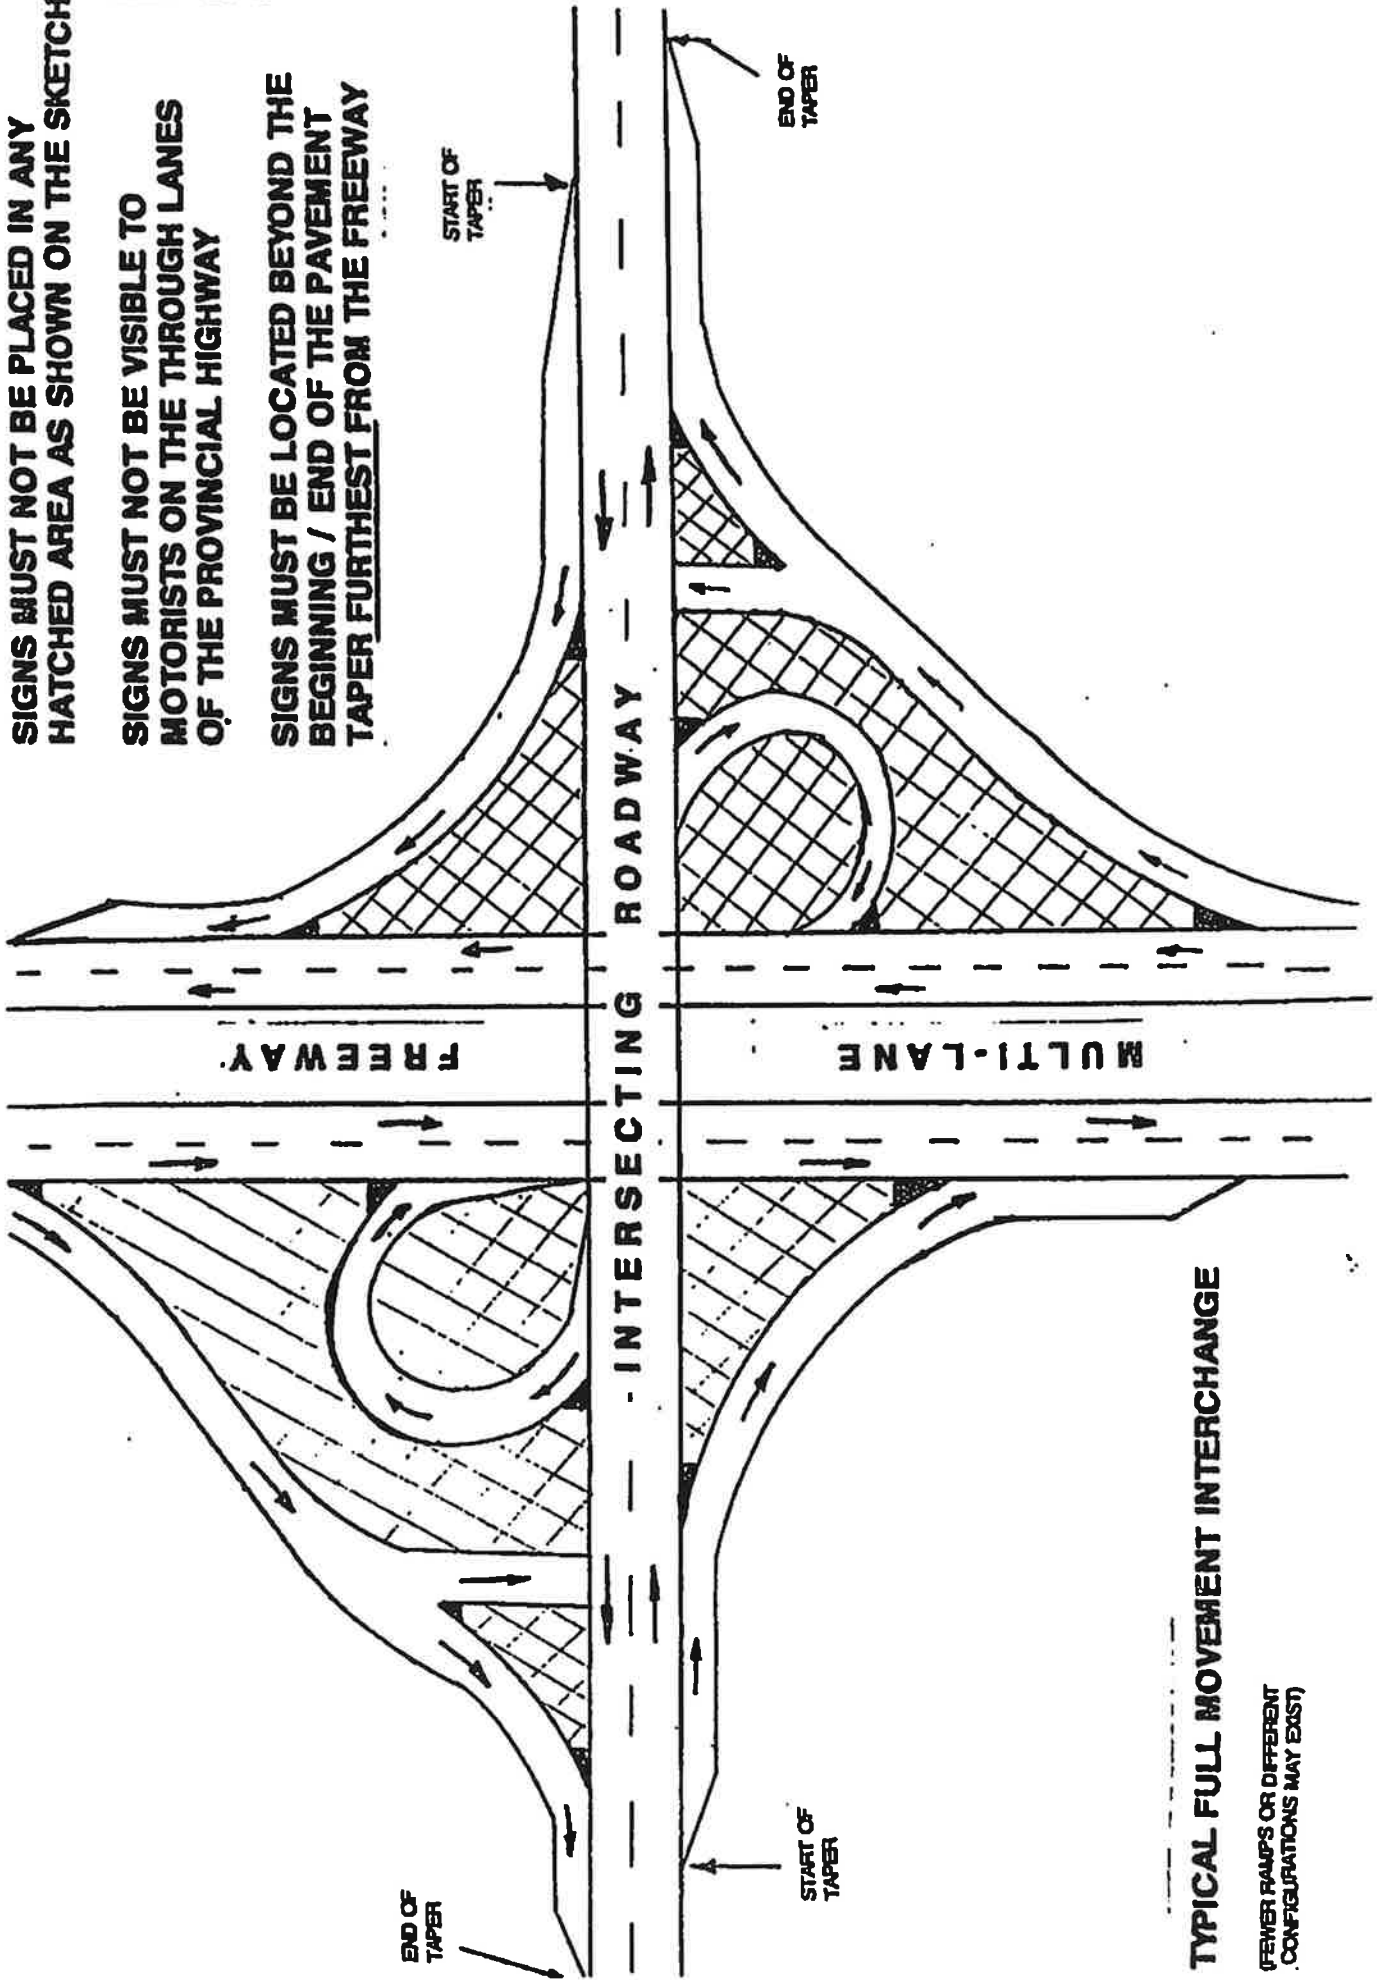 SIGNS MUST NOT BE PLACED IN ANY
HATCHED AREA AS SHOWN ON THE SKETCH
SIGNS MUST NOT BE VISIBLE TO
MOTORISTS ON THE THROUGH LANES
OF THE PROVINCIAL HIGHWAY
SIGNS MUST BE LOCATED BEYOND THE
BEGINNING / END OF THE PAVEMENT
TAPER FURTHEST FROM THE FREEWAY
START OF
TAPER
END OF
TAPER
FREEWAY
INTERSECTING ROADWAY
MULTI-LANE
END OF
TAPER
START OF
TAPER
TYPICAL FULL MOVEMENT INTERCHANGE
(FEWER RAMPS OR DIFFERENT
CONFIGURATIONS MAY EXIST)